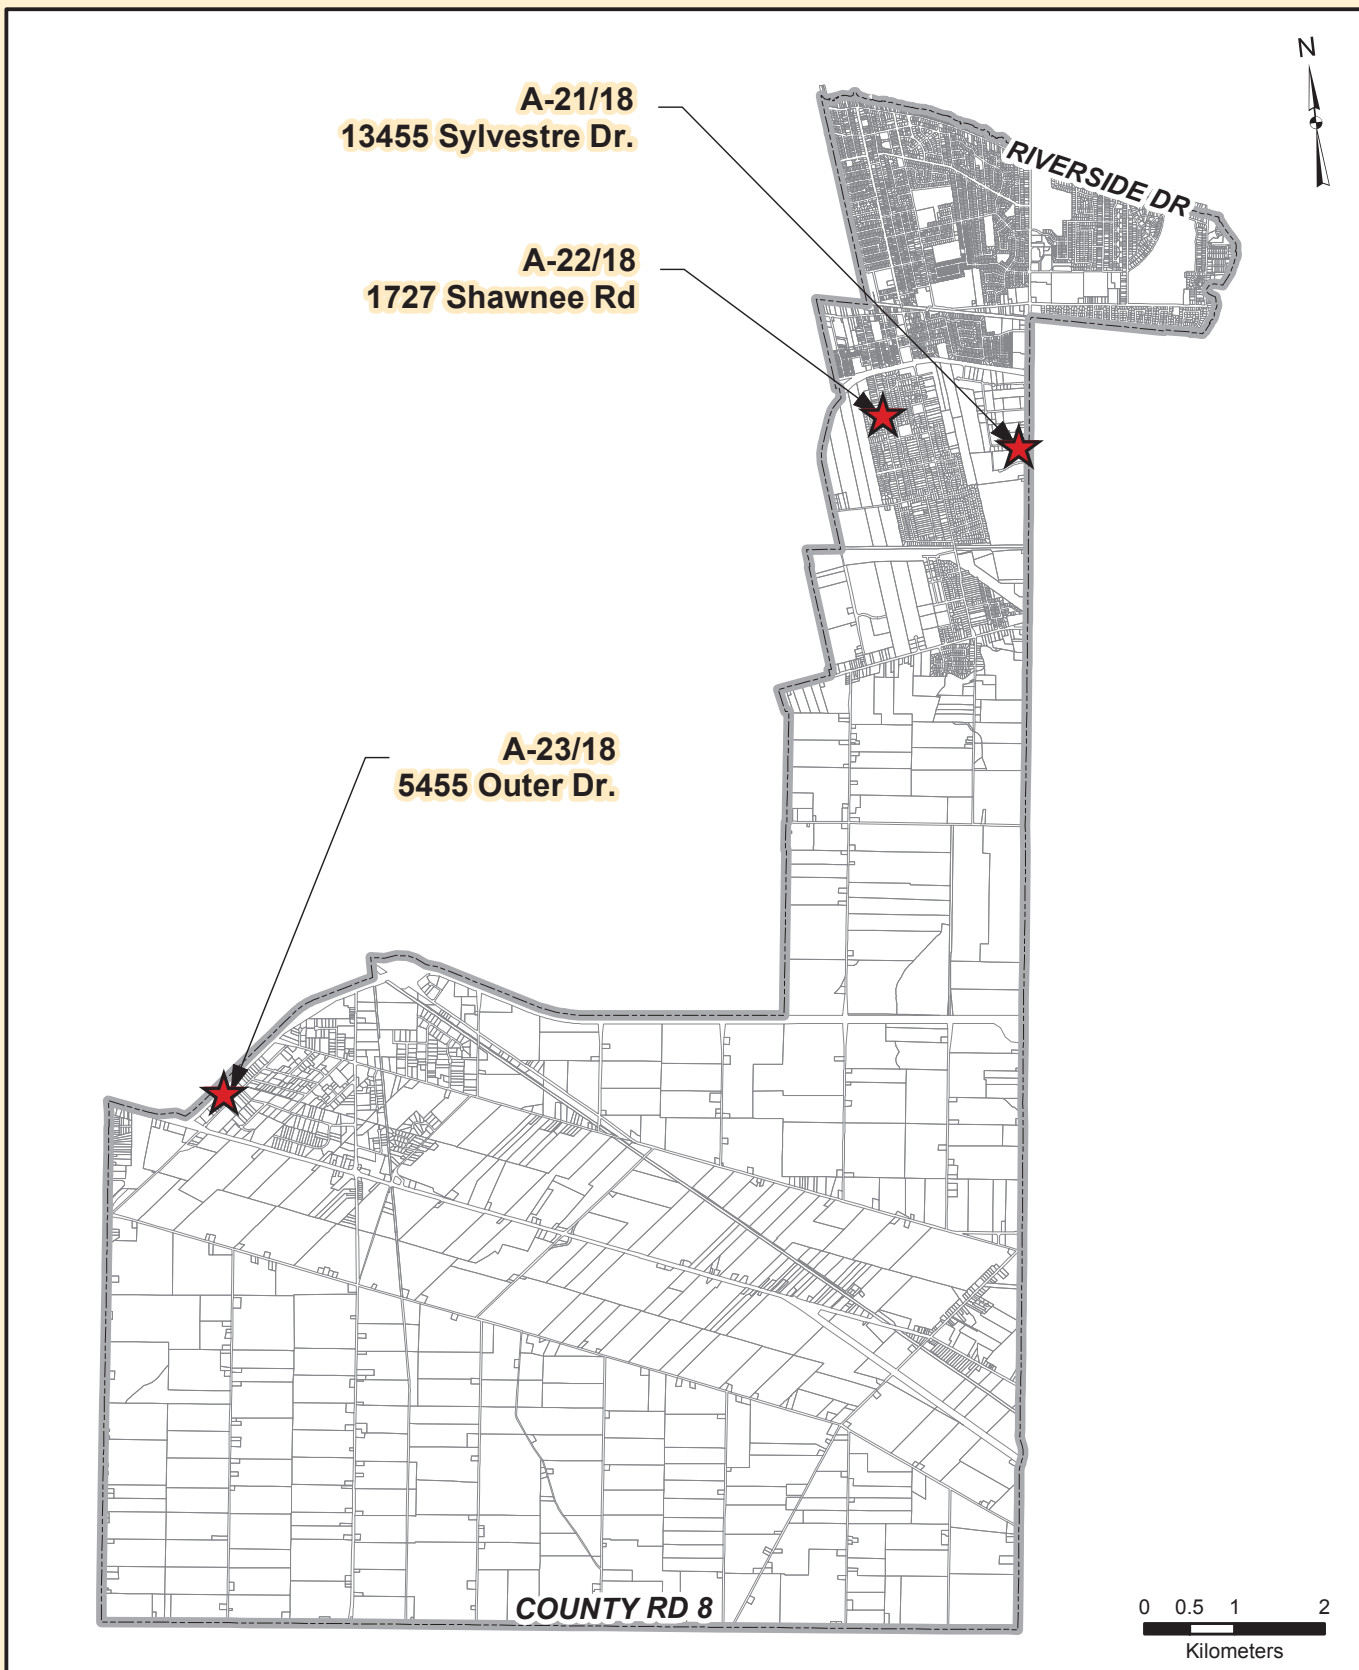 N
A-21/18
13455 Sylvestre Dr.
RIVERSIDE DR
A-22/18
1727 Shawnee Rd
A-23/18
5455 Outer Dr.
COUNTY RD 8
0 0.5 1 2
Kilometers